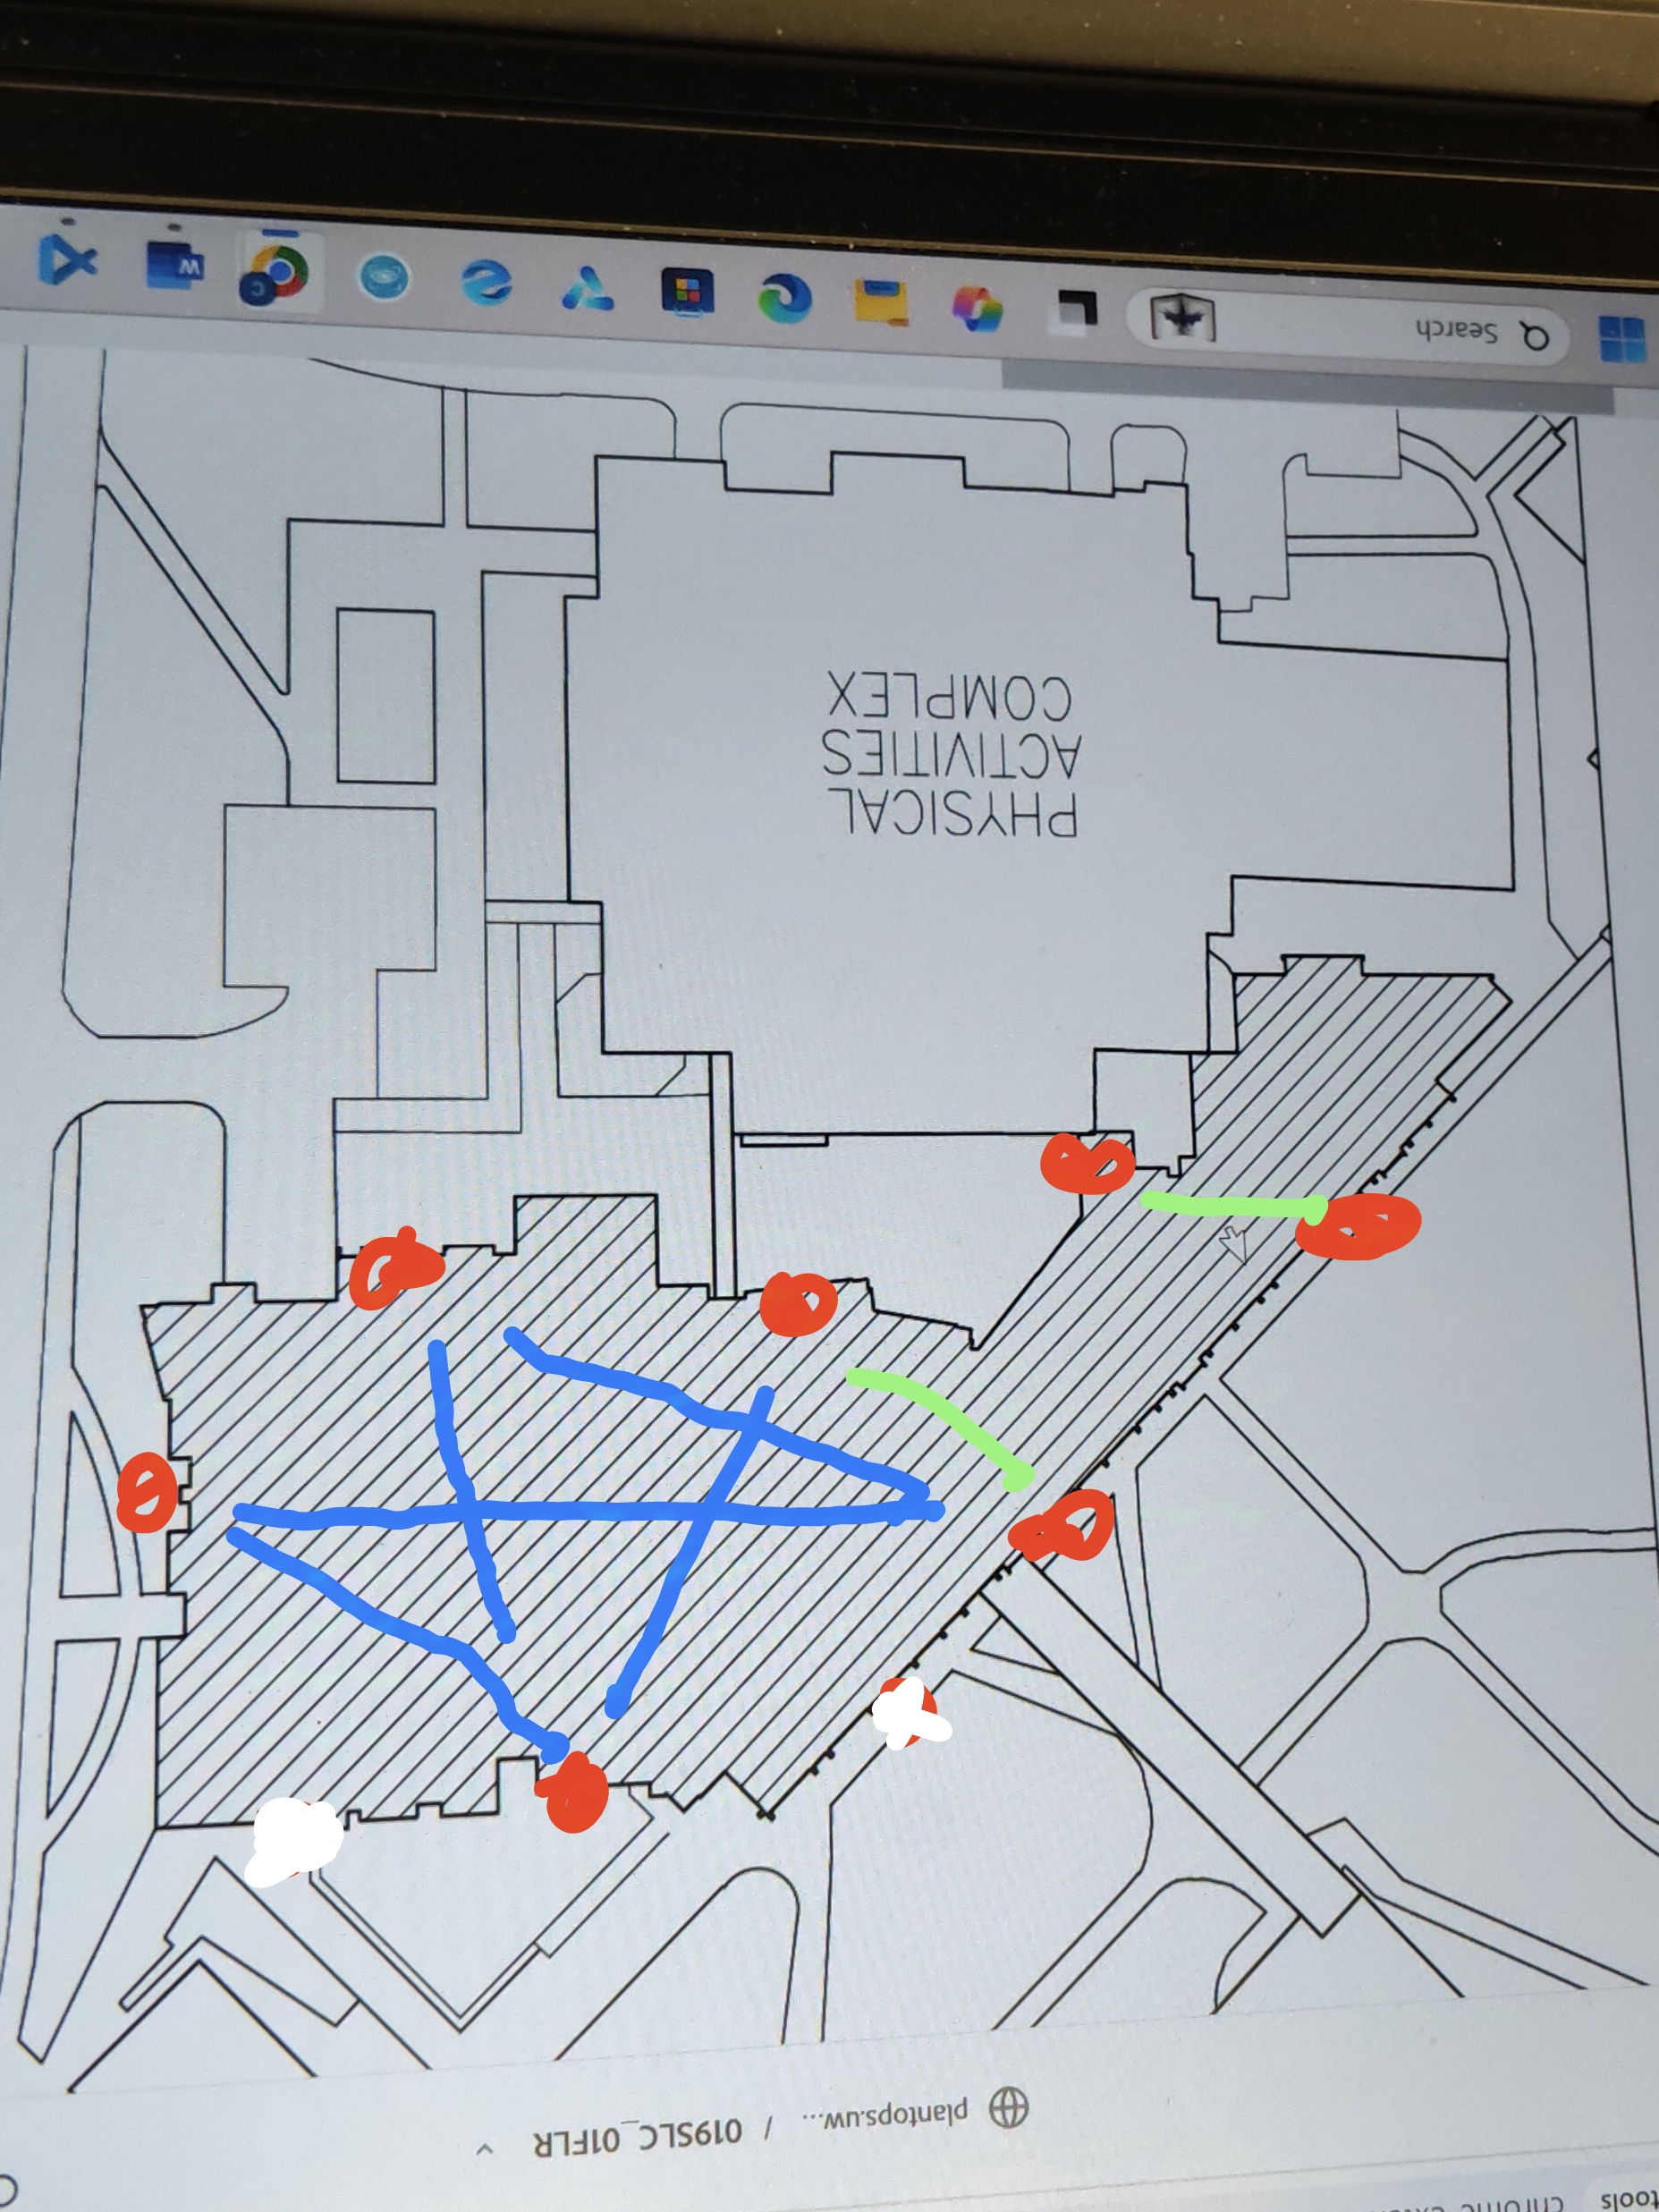 tools
plantops.uw... / 019SLC_01FLR
PHYSICAL
ACTIVITIES
COMPLEX
Search
W
C